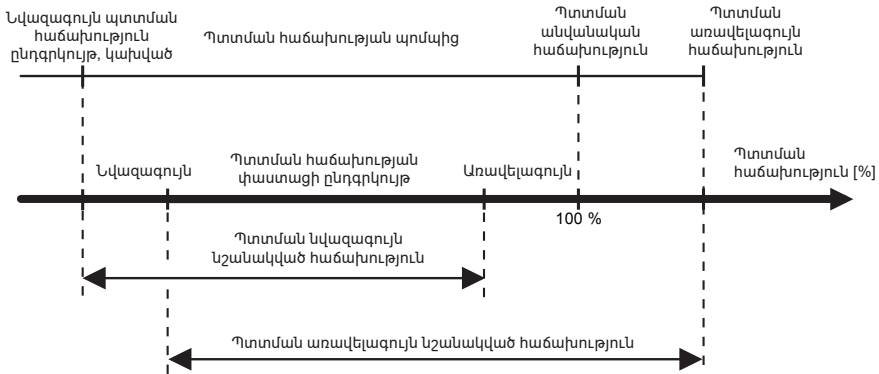 Նվազագույն պտտման
հաճախություն
ընդգրկույթ, կախված
Պտտման հաճախության պոմպից
Պտտման
անվանական
հաճախություն
Պտտման
առավելագույն
հաճախություն
Նվազագույն
Պտտման հաճախության
փաստացի ընդգրկույթ
Առավելագույն
Պտտման
հաճախություն [%]
100 %
Պտտման նվազագույն
նշանակված հաճախություն
Պտտման առավելագույն նշանակված հաճախություն